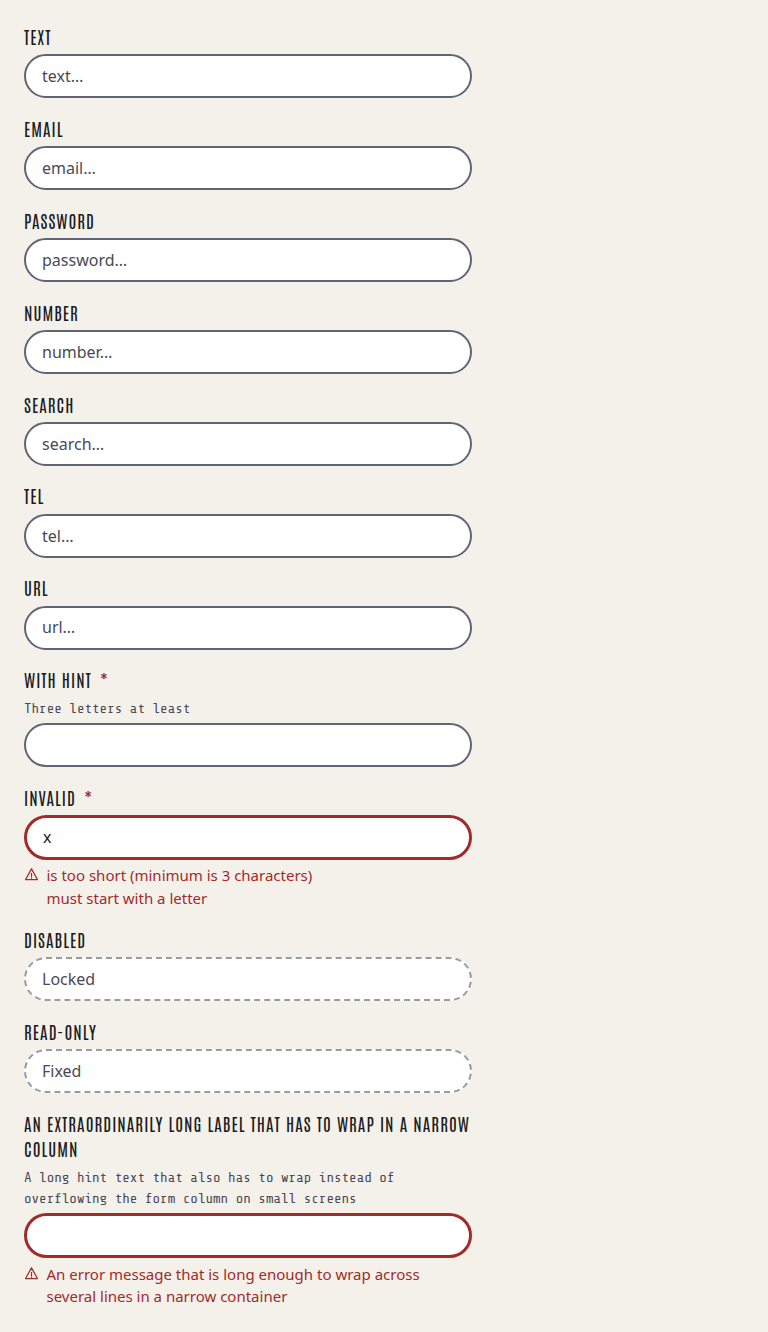 TEXT
text...
EMAIL
email...
PASSWORD
password...
NUMBER
number...
SEARCH
search...
TEL
tel...
URL
url...
WITH HINT *
Three letters at least
INVALID *
x
is too short (minimum is 3 characters)
must start with a letter
DISABLED
Locked
READ-ONLY
Fixed
AN EXTRAORDINARILY LONG LABEL THAT HAS TO WRAP IN A NARROW
COLUMN
A long hint text that also has to wrap instead of
overflowing the form column on small screens
An error message that is long enough to wrap across
several lines in a narrow container